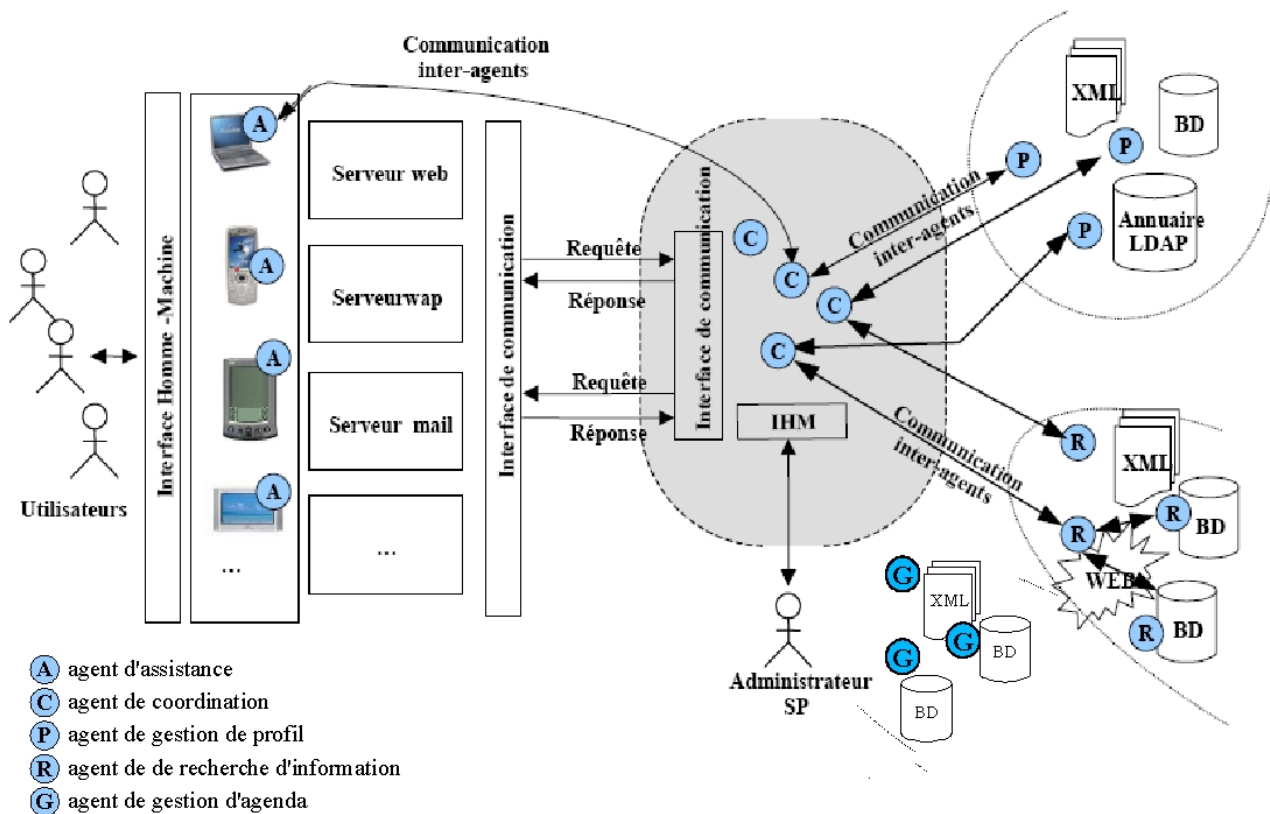 Communication
inter-agents
A
A
A
A
...
Interface Homme -Machine
Utilisateurs
Serveur web
Serveurwap
Serveur mail
...
Interface de communication
Requête
Réponse
Requête
Réponse
Interface de communication
C
C
C
C
IHM
Administrateur
SP
Communication
inter-agents
P
P
P
XML
BD
Annuaire
LDAP
Communication
inter-agents
R
XML
R
R
BD
WEB
R
BD
G
XML
G
BD
G
BD
A agent d'assistance
C agent de coordination
P agent de gestion de profil
R agent de de recherche d'information
G agent de gestion d'agenda